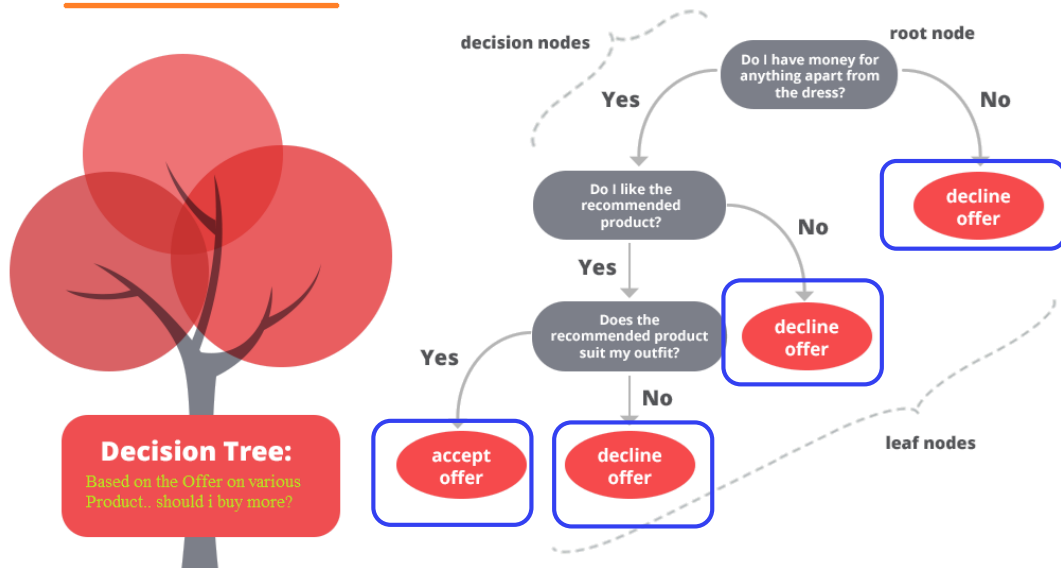 decision nodes
root node
Do I have money for
anything apart from
the dress?
Yes
No
Do I like the
recommended
product?
decline
offer
No
Yes
Does the
recommended product
suit my outfit?
decline
offer
Yes
No
accept
offer
decline
offer
leaf nodes
Decision Tree:
Based on the Offer on various
Product.. should i buy more?